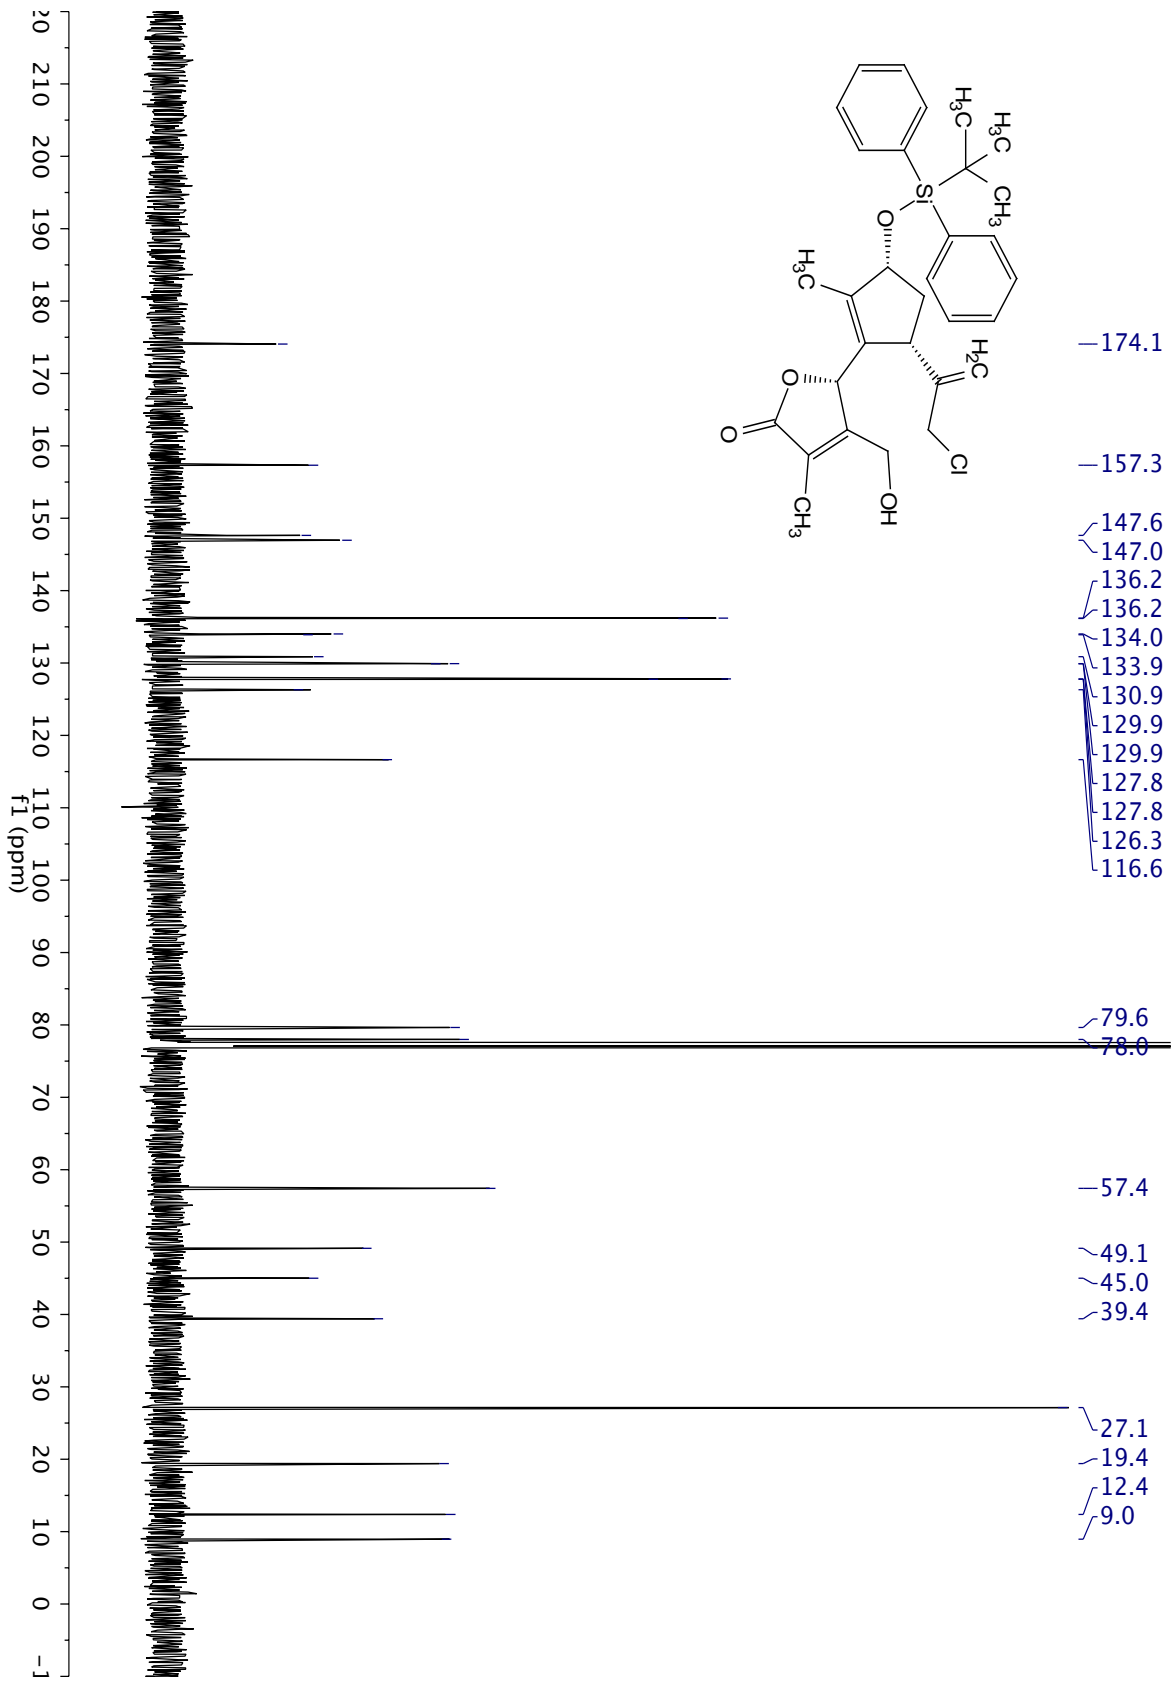 H₃C
H₃C
CH₃
Si
O
H₃C
H₂C
O
O
Cl
OH
CH₃
174.1
157.3
147.6
147.0
136.2
136.2
134.0
133.9
130.9
129.9
129.9
127.8
127.8
126.3
116.6
79.6
78.0
57.4
49.1
45.0
39.4
27.1
19.4
12.4
9.0
20 210 200 190 180 170 160 150 140 130 120 110 100 90 80 70 60 50 40 30 20 10 0 -1
f1 (ppm)